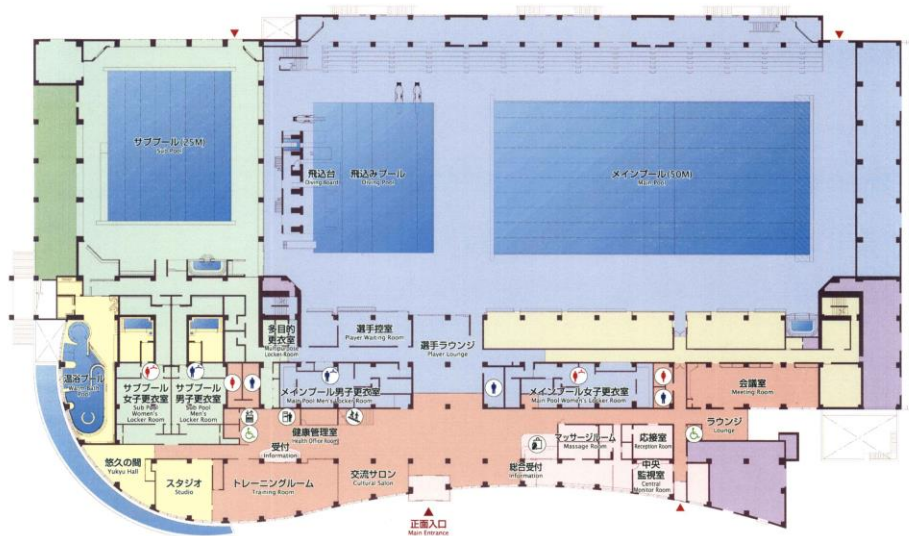 サブプール(25M)
Sub Pool
飛込台
Diving Board
飛込みプール
Diving Pool
メインプール(50M)
Main Pool
多目的
更衣室
Multipurpose
Locker Room
選手控室
Player Waiting Room
選手ラウンジ
Player Lounge
温浴プール
Warm Bath
Pool
サブプール
女子更衣室
Sub Pool
Women's
Locker Room
サブプール
男子更衣室
Sub Pool
Men's
Locker Room
メインプール男子更衣室
Main Pool Men's Locker Room
メインプール女子更衣室
Main Pool Women's Locker Room
会議室
Meeting Room
健康管理室
Health Office Room
受付
Information
マッサージルーム
Massage Room
応接室
Reception Room
ラウンジ
Lounge
悠久の間
Yukyu Hall
スタジオ
Studio
トレーニングルーム
Training Room
交流サロン
Cultural Salon
総合受付
Information
中央
監視室
Central
Monitor Room
正面入口
Main Entrance